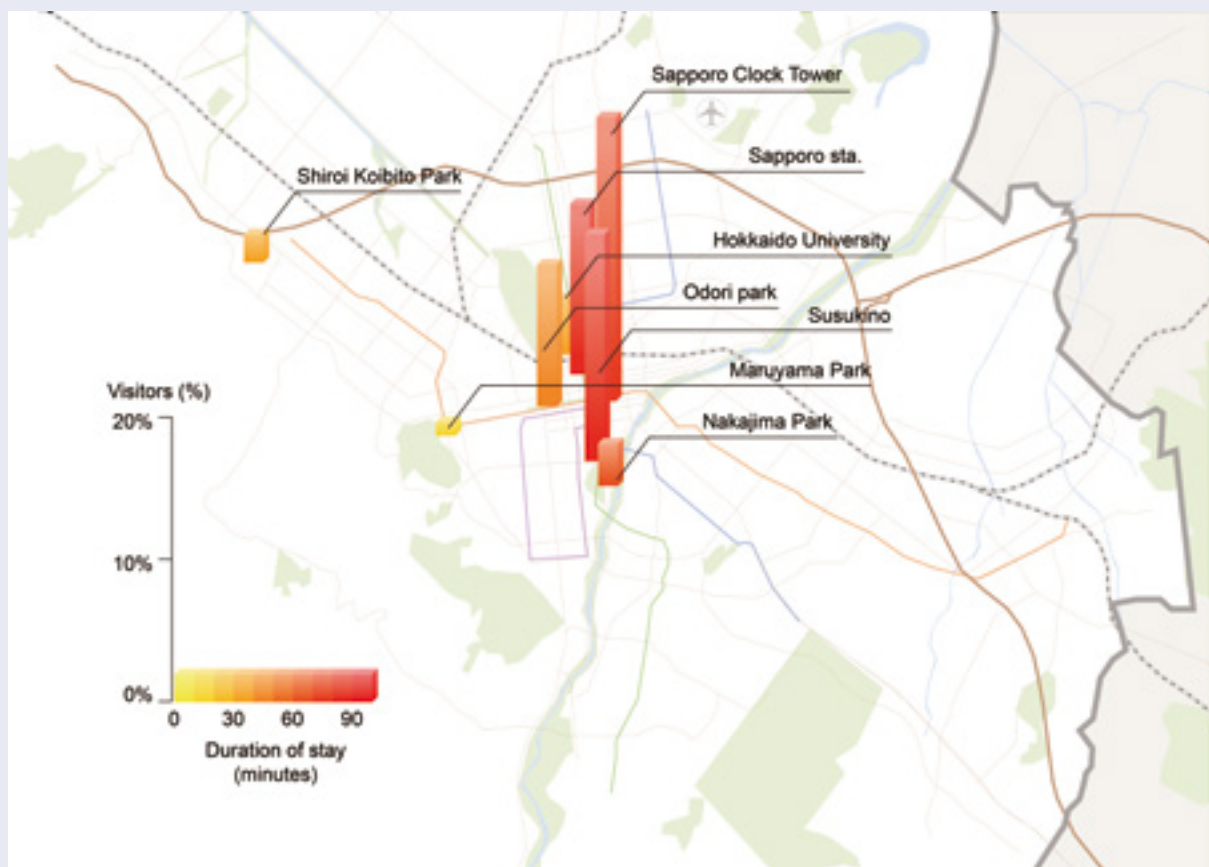 Sapporo Clock Tower
Sapporo sta.
Shiroi Koibito Park
Hokkaido University
Odori park
Susukino
Maruyama Park
Nakajima Park
Visitors (%)
20%
10%
0%
0 30 60 90
Duration of stay
(minutes)